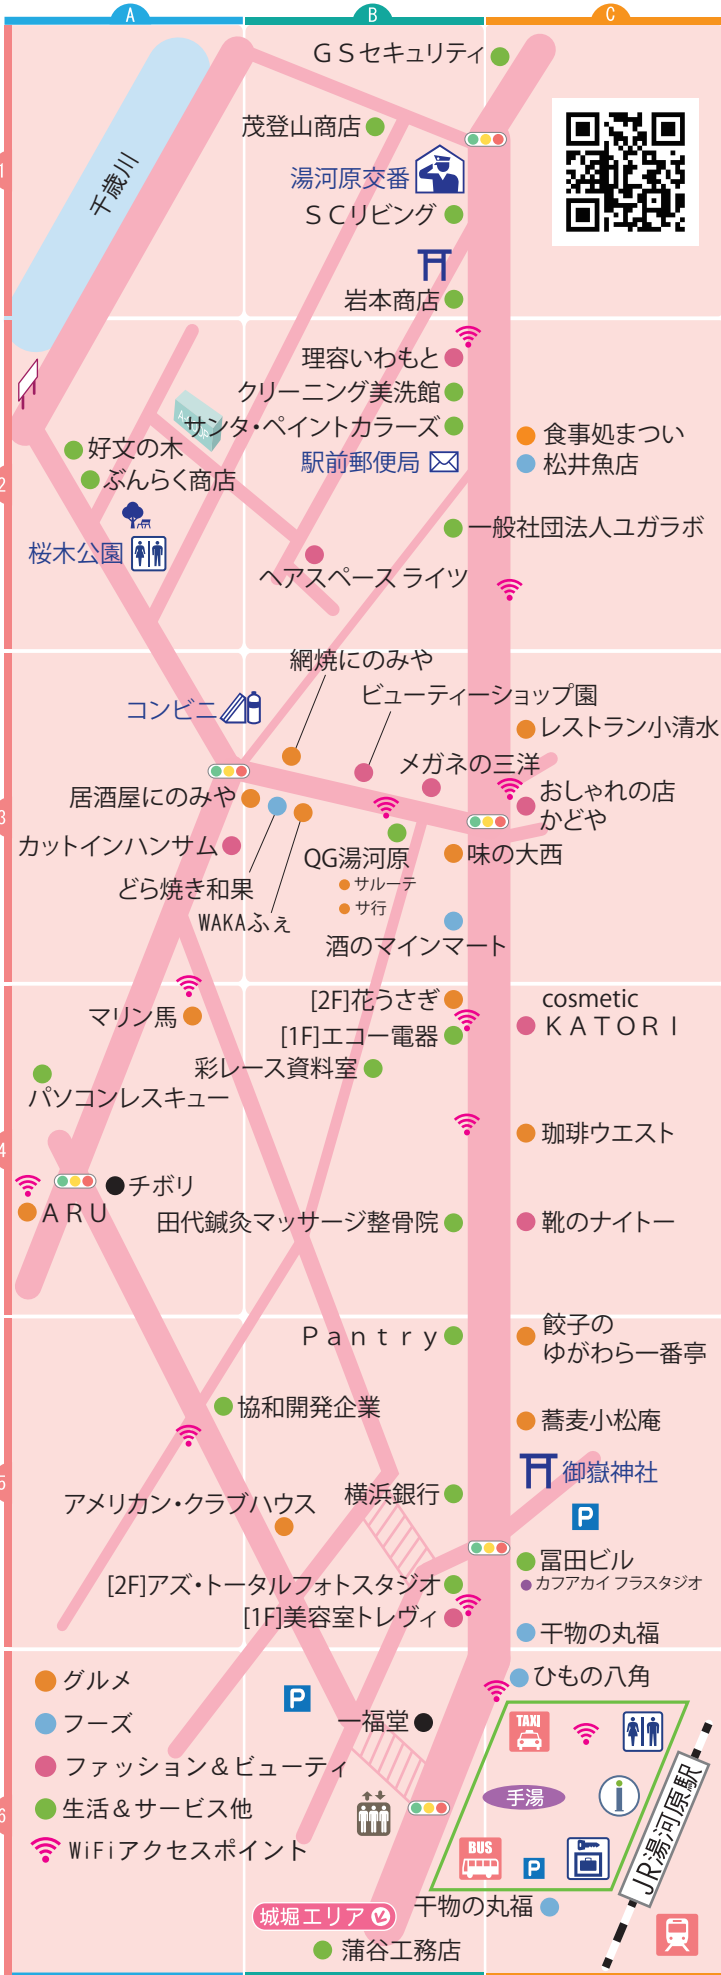 A
B
C
GSセキュリティ
茂登山商店
1
千歳川
湯河原交番
SCリビング
岩本商店
理容いわもと
クリーニング美洗館
サンタ・ペイントカラーズ
食事処まつい
好文の木
駅前郵便局
松井魚店
ぶんらく商店
2
一般社団法人ユガラボ
桜木公園
ヘアスペース ライツ
網焼にのみや
ビューティーショップ園
コンビニ
レストラン小清水
メガネの三洋
居酒屋にのみや
おしゃれの店
かどや
3
カットインハンサム
QG湯河原
味の大西
どら焼き和果
サルーテ
サ行
WAKAふぇ
酒のマインマート
[2F]花うさぎ
cosmetic
KATORI
マリン馬
[1F]エコー電器
彩レース資料室
パソコンレスキュー
珈琲ウエスト
4
チボリ
ARU
田代鍼灸マッサージ整骨院
靴のナイトー
Pantry
餃子の
ゆがわら一番亭
協和開発企業
蕎麦小松庵
御嶽神社
5
横浜銀行
アメリカン・クラブハウス
P
冨田ビル
[2F]アズ・トータルフォトスタジオ
カフアカイ フラスタジオ
[1F]美容室トレヴィ
干物の丸福
ひもの八角
グルメ
P
フーズ
一福堂
TAXI
ファッション＆ビューティ
手湯
i
生活＆サービス他
6
WiFiアクセスポイント
BUS
P
JR湯河原駅
城堀エリア
干物の丸福
蒲谷工務店